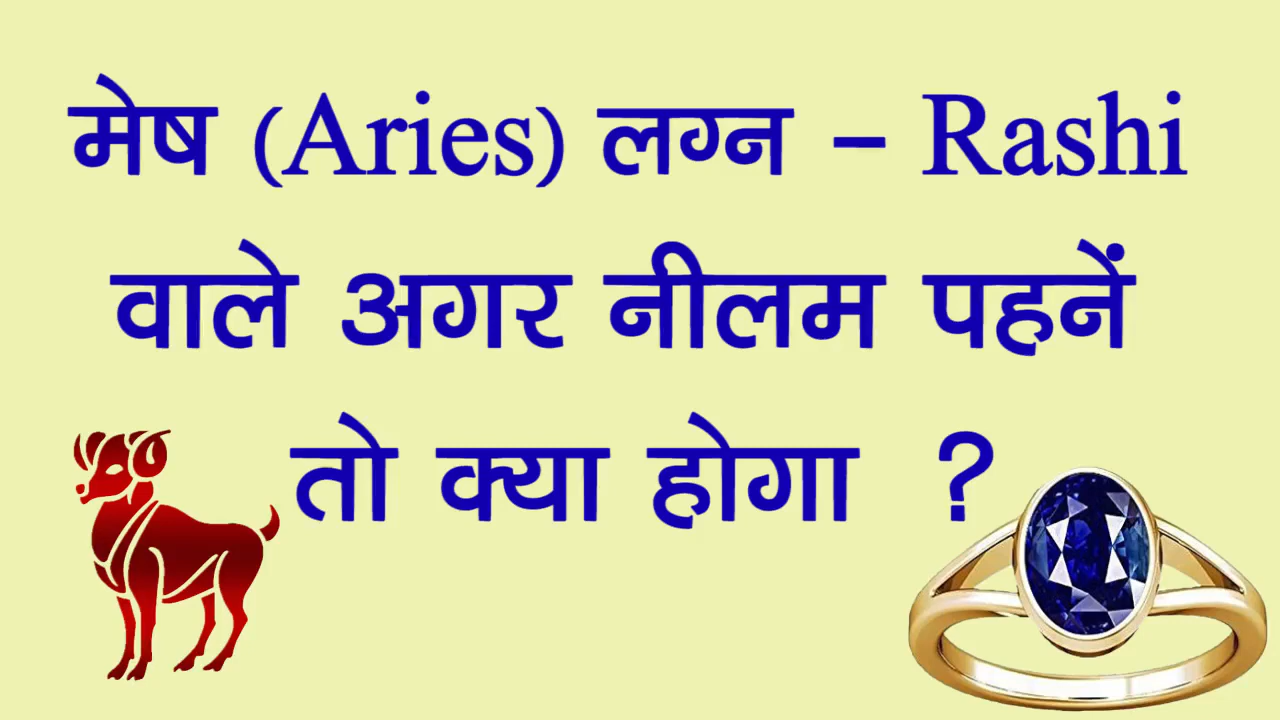 मेष (Aries) लग्न – Rashi
वाले अगर नीलम पहनें
तो क्या होगा ?